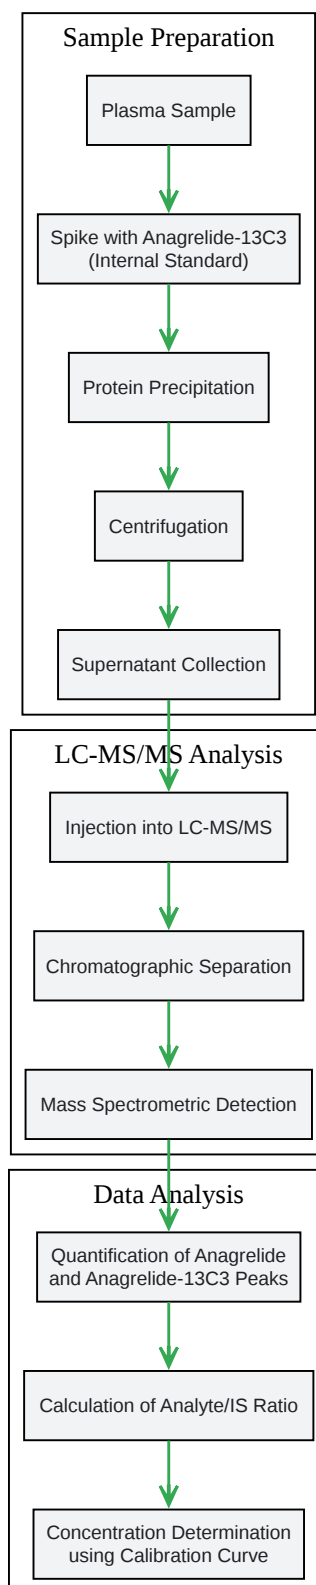 Sample Preparation
Plasma Sample
Spike with Anagrelide-13C3
(Internal Standard)
Protein Precipitation
Centrifugation
Supernatant Collection
LC-MS/MS Analysis
Injection into LC-MS/MS
Chromatographic Separation
Mass Spectrometric Detection
Data Analysis
Quantification of Anagrelide
and Anagrelide-13C3 Peaks
Calculation of Analyte/IS Ratio
Concentration Determination
using Calibration Curve